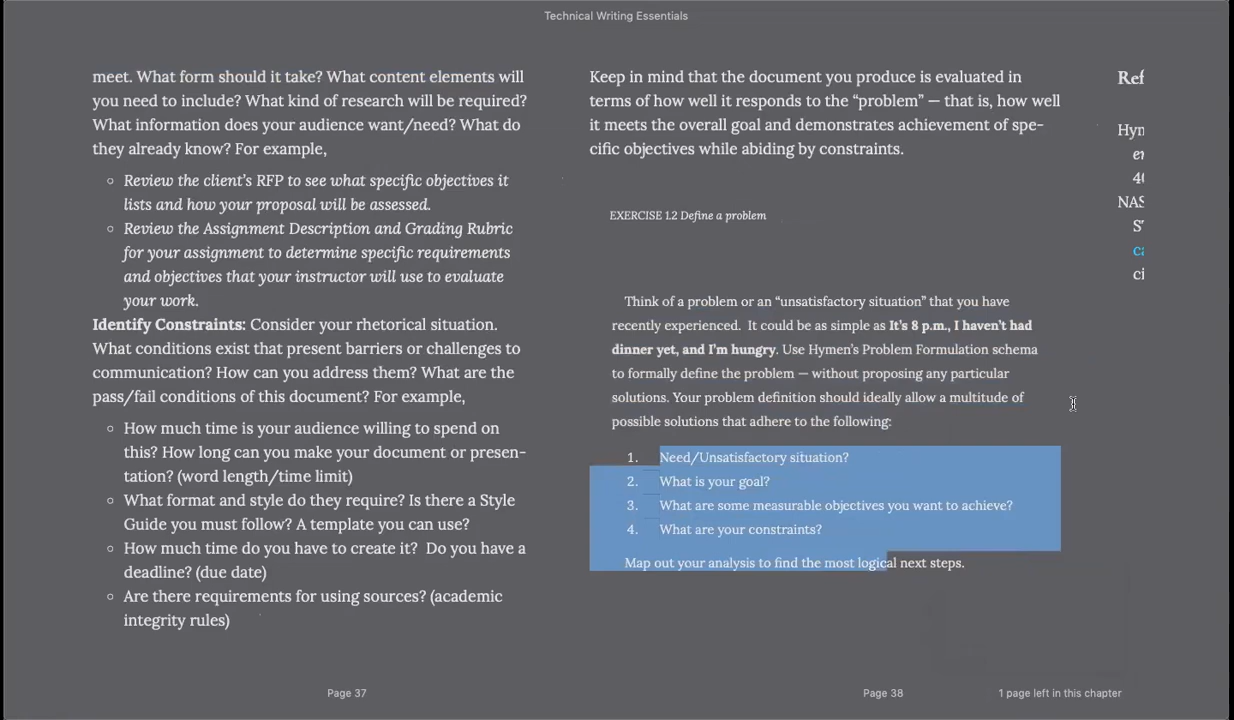 Technical Writing Essentials
meet. What form should it take? What content elements will
you need to include? What kind of research will be required?
What information does your audience want/need? What do
they already know? For example,
Review the client's RFP to see what specific objectives it
lists and how your proposal will be assessed.
Review the Assignment Description and Grading Rubric
for your assignment to determine specific requirements
and objectives that your instructor will use to evaluate
your work.
Identify Constraints: Consider your rhetorical situation.
What conditions exist that present barriers or challenges to
communication? How can you address them? What are the
pass/fail conditions of this document? For example,
How much time is your audience willing to spend on
this? How long can you make your document or presen-
tation? (word length/time limit)
What format and style do they require? Is there a Style
Guide you must follow? A template you can use?
How much time do you have to create it? Do you have a
deadline? (due date)
Are there requirements for using sources? (academic
integrity rules)
Page 37
Keep in mind that the document you produce is evaluated in
terms of how well it responds to the “problem” — that is, how well
it meets the overall goal and demonstrates achievement of spe-
cific objectives while abiding by constraints.
EXERCISE 1.2 Define a problem
Think of a problem or an “unsatisfactory situation” that you have
recently experienced. It could be as simple as It's 8 p.m., I haven't had
dinner yet, and I'm hungry. Use Hymen's Problem Formulation schema
to formally define the problem — without proposing any particular
solutions. Your problem definition should ideally allow a multitude of
possible solutions that adhere to the following:
1. Need/Unsatisfactory situation?
2. What is your goal?
3. What are some measurable objectives you want to achieve?
4. What are your constraints?
Map out your analysis to find the most logical next steps.
Page 38
1 page left in this chapter
Ref
Hyn
er
40
NAS
ci